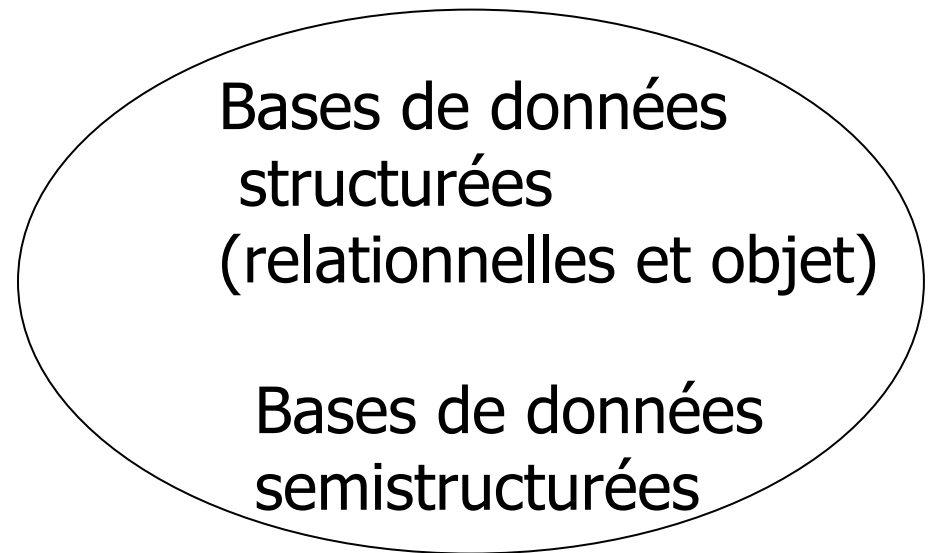 Bases de données
structurées
(relationnelles et objet)
Bases de données
semistructurées